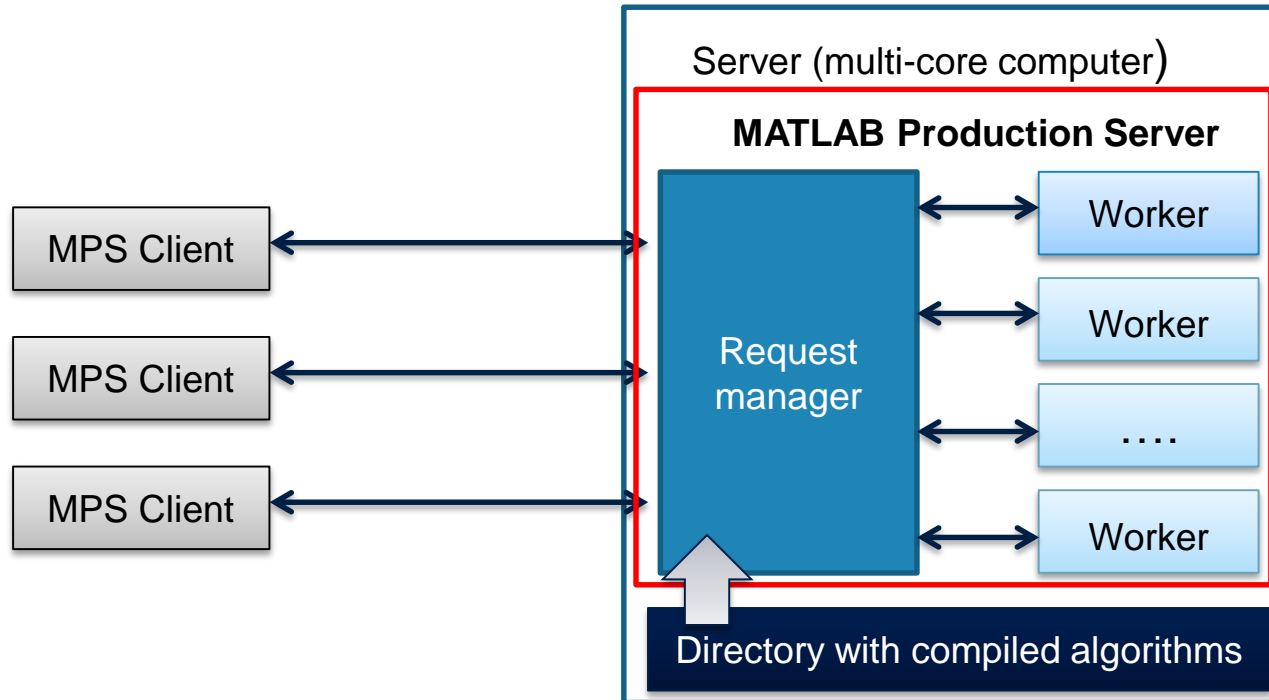 Server (multi-core computer)
MATLAB Production Server
MPS Client
MPS Client
MPS Client
Request
manager
Worker
Worker
....
Worker
Directory with compiled algorithms